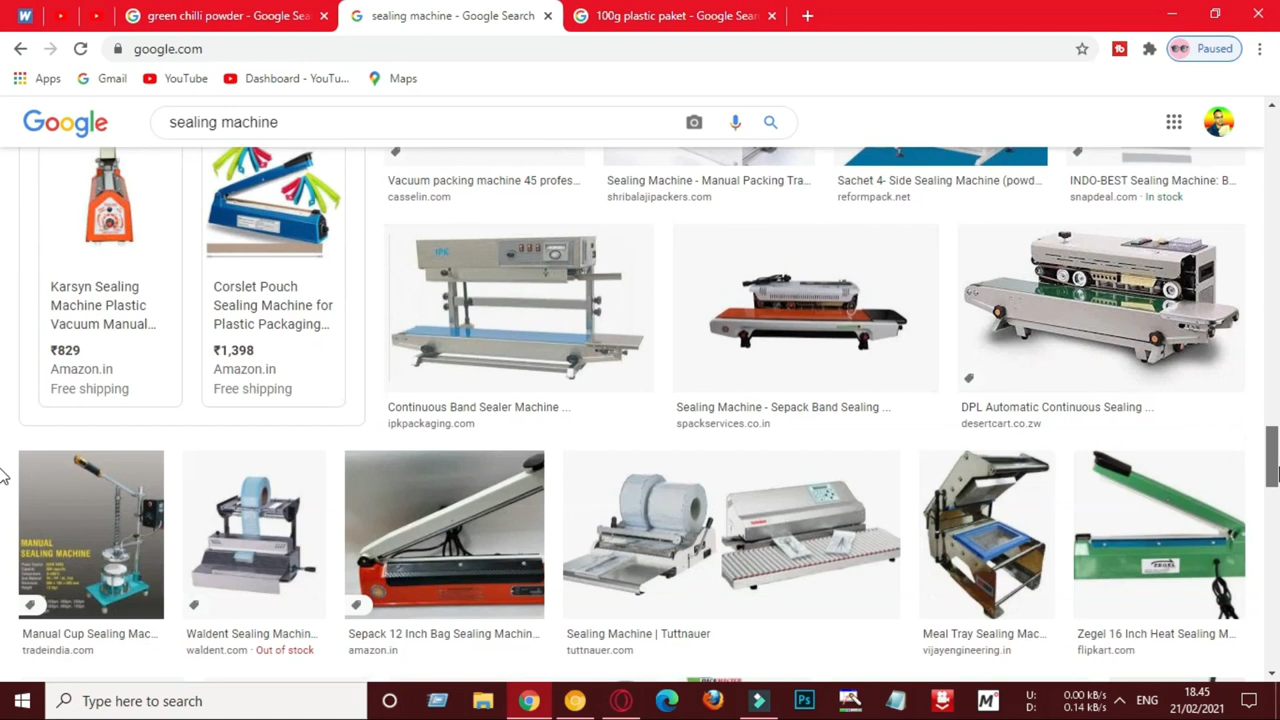 green chilli powder - Google Sea
sealing machine - Google Search
100g plastic paket - Google Sear
google.com
Paused
Apps
Gmail
YouTube
Dashboard - YouTu...
Maps
Google
sealing machine
Vacuum packing machine 45 profes...
casselin.com
Sealing Machine - Manual Packing Tra...
shribalajipackers.com
Sachet 4- Side Sealing Machine (powd...
reformpack.net
INDO-BEST Sealing Machine: B...
snapdeal.com · In stock
Karsyn Sealing
Machine Plastic
Vacuum Manual...
₹829
Amazon.in
Free shipping
Corslet Pouch
Sealing Machine for
Plastic Packaging...
₹1,398
Amazon.in
Free shipping
IPK
Continuous Band Sealer Machine ...
ipkpackaging.com
Sealing Machine - Sepack Band Sealing ...
spackservices.co.in
DPL Automatic Continuous Sealing ...
desertcart.co.zw
MANUAL
SEALING MACHINE
Manual Cup Sealing Mac...
tradeindia.com
Waldent Sealing Machin...
waldent.com · Out of stock
Sepack 12 Inch Bag Sealing Machin...
amazon.in
Sealing Machine | Tuttnauer
tuttnauer.com
Meal Tray Sealing Mac...
vijayengineering.in
ZEGEL
Zegel 16 Inch Heat Sealing M...
flipkart.com
Type here to search
U: 0.00 kB/s
D: 0.14 kB/s
ENG
18.45
21/02/2021